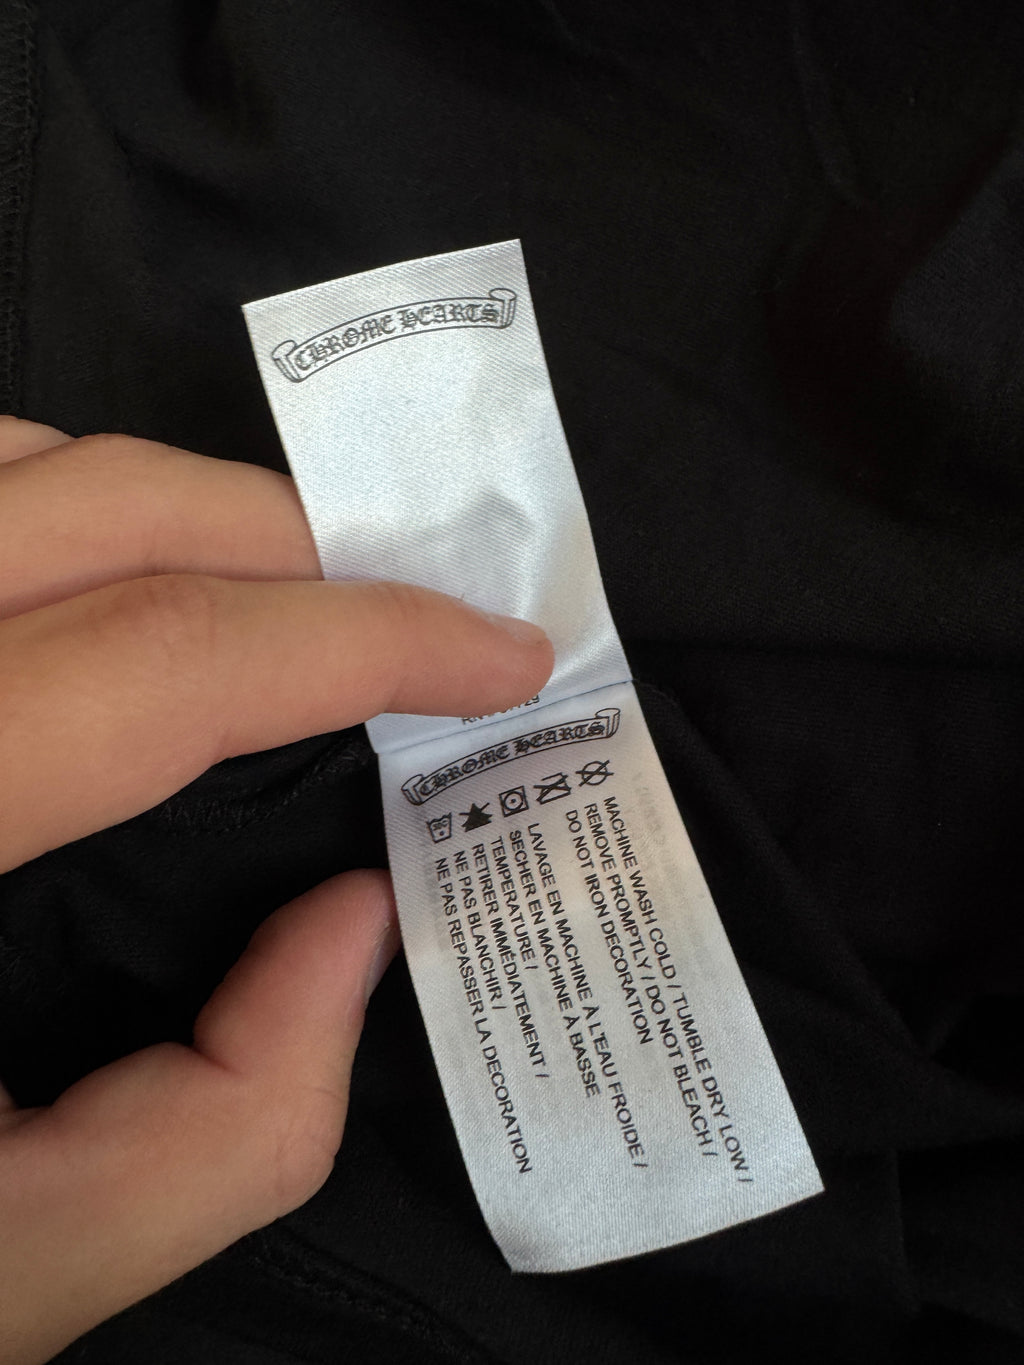 CHROME HEARTS
CHROME HEARTS
MACHINE WASH COLD / TUMBLE DRY LOW /
REMOVE PROMPTLY / DO NOT BLEACH /
DO NOT IRON DECORATION
LAVAGE EN MACHINE À L'EAU FROIDE /
SECHER EN MACHINE À BASSE
TEMPERATURE /
RETIRER IMMÉDIATEMENT /
NE PAS BLANCHIR /
NE PAS REPASSER LA DECORATION